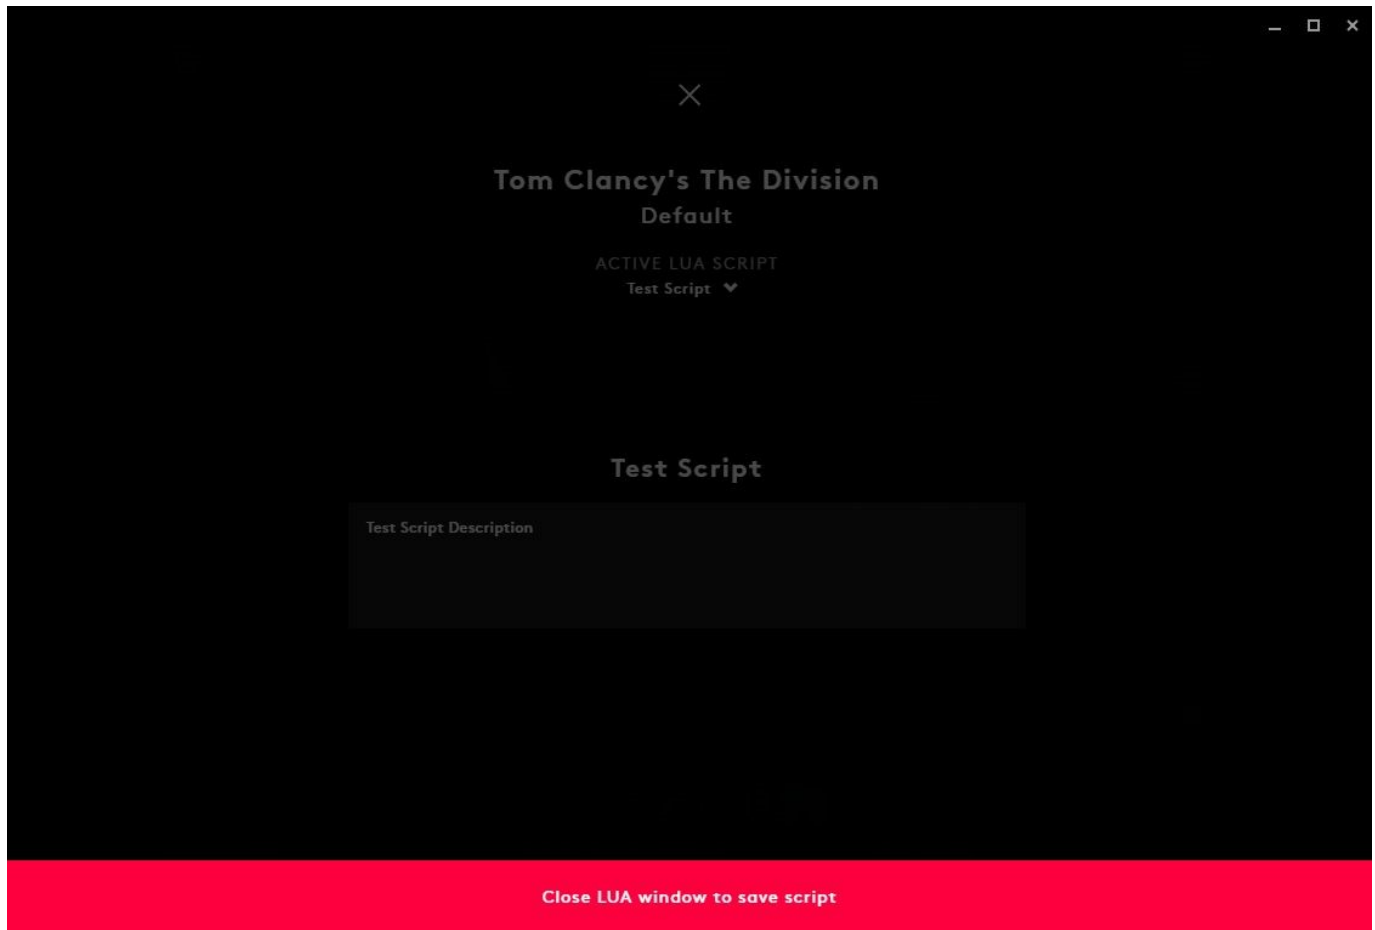 Tom Clancy's The Division
Default
ACTIVE LUA SCRIPT
Test Script
Test Script
Test Script Description
Close LUA window to save script